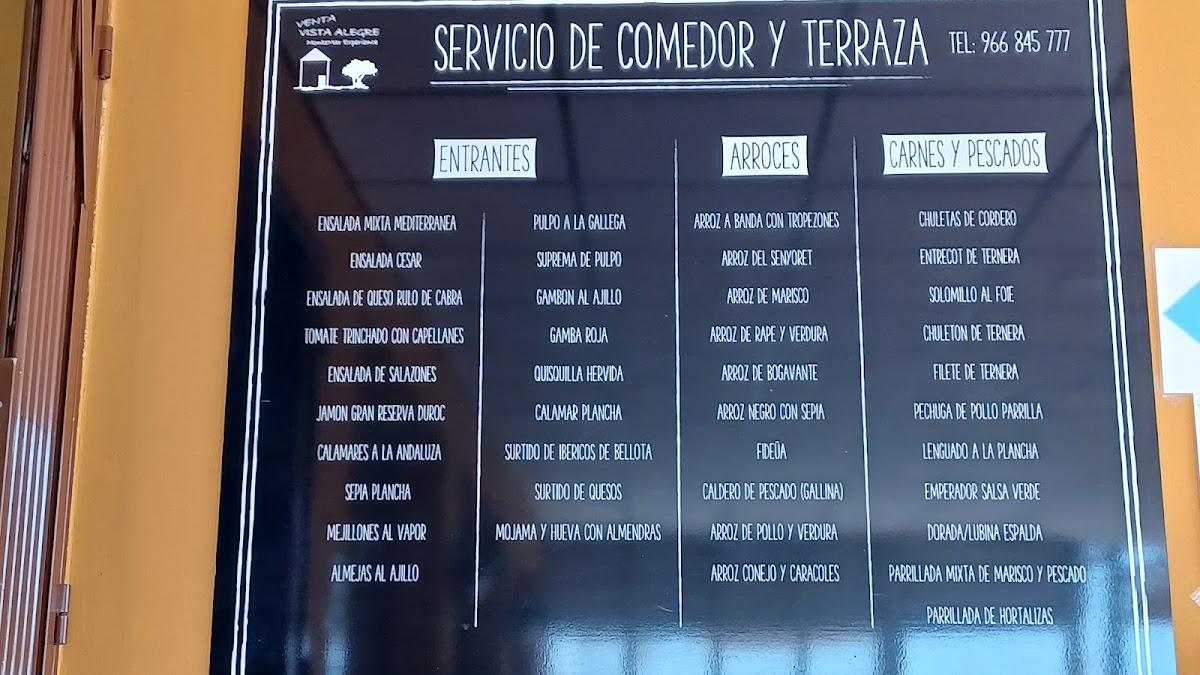 VENTA
VISTA ALEGRE
MonteMar Experience
SERVICIO DE COMEDOR Y TERRAZA
TEL: 966 845 777
ENTRANTES
ENSALADA MIXTA MEDITERRANEA
ENSALADA CESAR
ENSALADA DE QUESO RULO DE CABRA
TOMATE TRINCHADO CON CAPELLANES
ENSALADA DE SALAZONES
JAMON GRAN RESERVA DUROC
CALAMARES A LA ANDALUZA
SEPIA PLANCHA
MEJILLONES AL VAPOR
ALMEJAS AL AJILLO
PULPO A LA GALLEGA
SUPREMA DE PULPO
GAMBON AL AJILLO
GAMBA ROJA
QUISQUILLA HERVIDA
CALAMAR PLANCHA
SURTIDO DE IBERICOS DE BELLOTA
SURTIDO DE QUESOS
MOJAMA Y HUEVA CON ALMENDRAS
ARROCES
ARROZ A BANDA CON TROPEZONES
ARROZ DEL SENYORET
ARROZ DE MARISCO
ARROZ DE RAPE Y VERDURA
ARROZ DE BOGAVANTE
ARROZ NEGRO CON SEPIA
FIDEÜA
CALDERO DE PESCADO (GALLINA)
ARROZ DE POLLO Y VERDURA
ARROZ CONEJO Y CARACOLES
CARNES Y PESCADOS
CHULETAS DE CORDERO
ENTRECOT DE TERNERA
SOLOMILLO AL FOIE
CHULETON DE TERNERA
FILETE DE TERNERA
PECHUGA DE POLLO PARRILLA
LENGUADO A LA PLANCHA
EMPERADOR SALSA VERDE
DORADA/LUBINA ESPALDA
PARRILLADA MIXTA DE MARISCO Y PESCADO
PARRILLADA DE HORTALIZAS